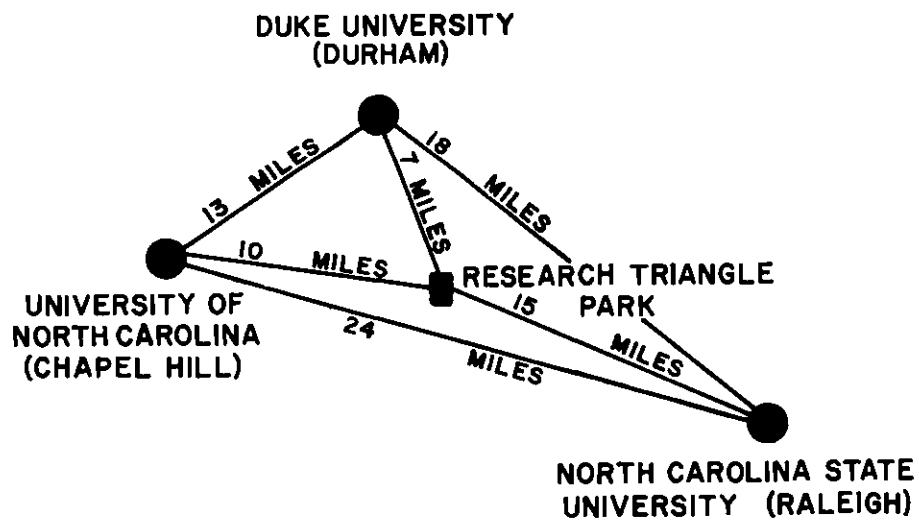 DUKE UNIVERSITY
(DURHAM)
13 MILES
7 MILES
18 MILES
10 MILES
RESEARCH TRIANGLE
PARK
UNIVERSITY OF
NORTH CAROLINA
(CHAPEL HILL)
24 MILES
15 MILES
NORTH CAROLINA STATE
UNIVERSITY (RALEIGH)